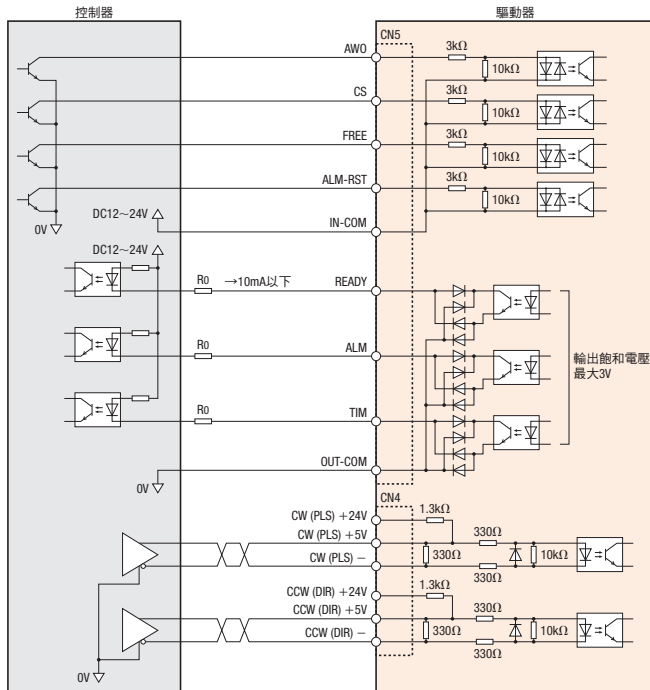 控制器
驅動器
CN5
AWO
3kΩ
10kΩ
CS
3kΩ
10kΩ
FREE
3kΩ
10kΩ
ALM-RST
3kΩ
10kΩ
DC12~24V
0V
IN-COM
DC12~24V
R0
→10mA以下
READY
R0
ALM
輸出飽和電壓
最大3V
R0
TIM
OUT-COM
0V
CN4
CW (PLS) +24V
1.3kΩ
CW (PLS) +5V
330Ω
330Ω
10kΩ
CW (PLS) −
330Ω
CCW (DIR) +24V
1.3kΩ
CCW (DIR) +5V
330Ω
330Ω
10kΩ
CCW (DIR) −
330Ω
0V